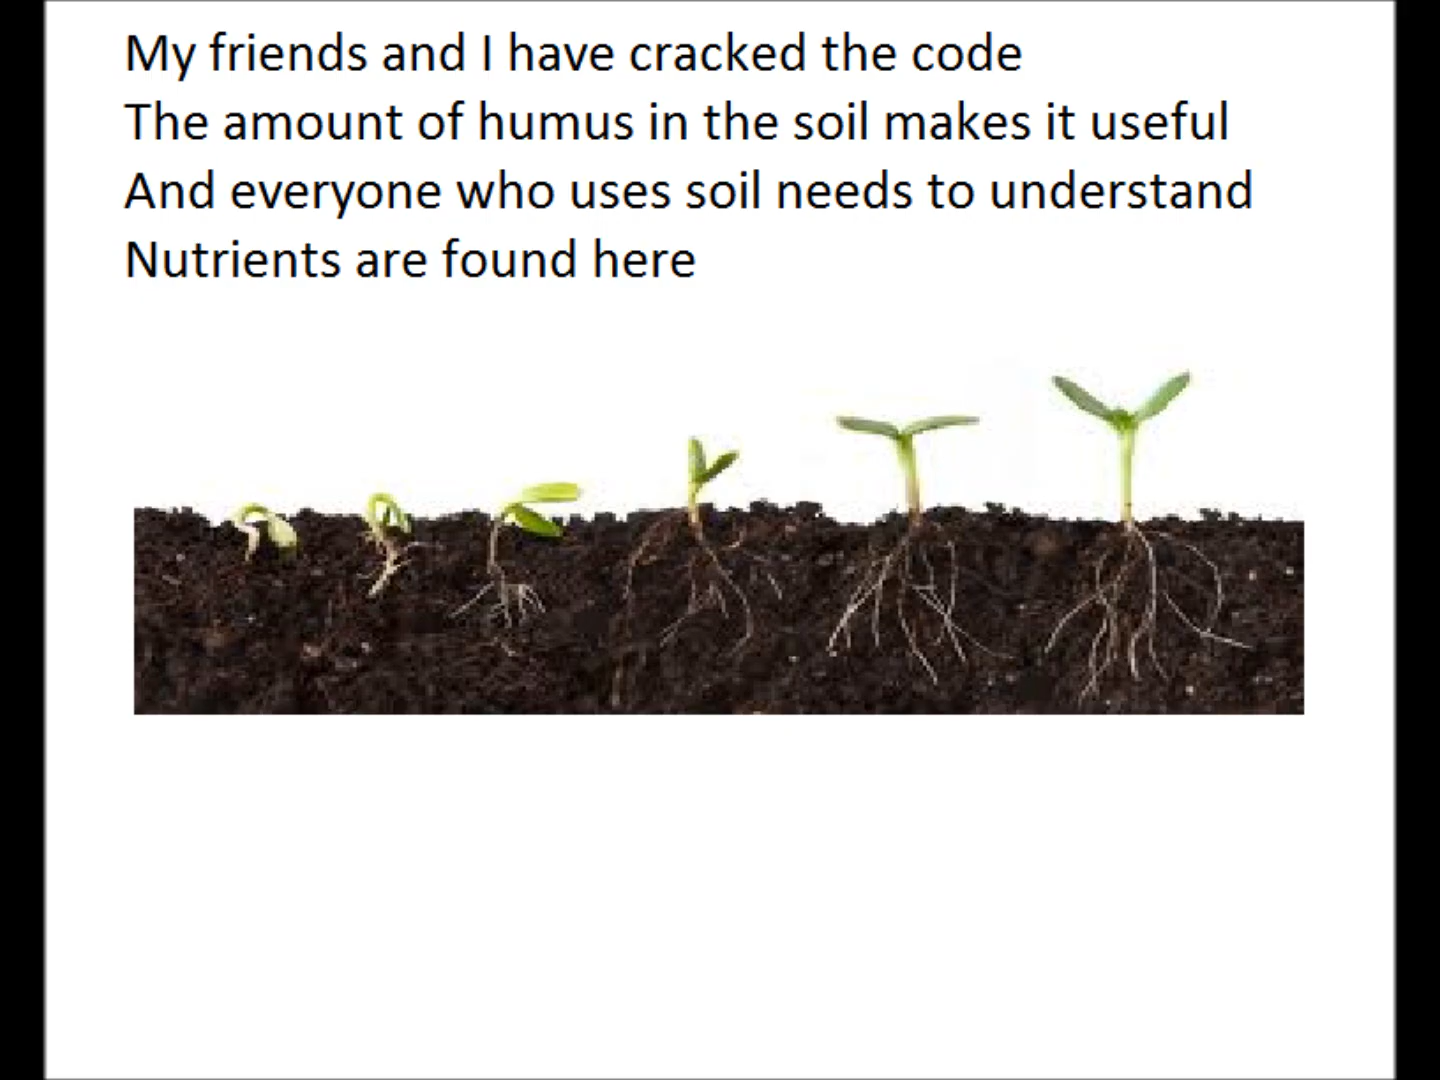 My friends and I have cracked the code
The amount of humus in the soil makes it useful
And everyone who uses soil needs to understand
Nutrients are found here